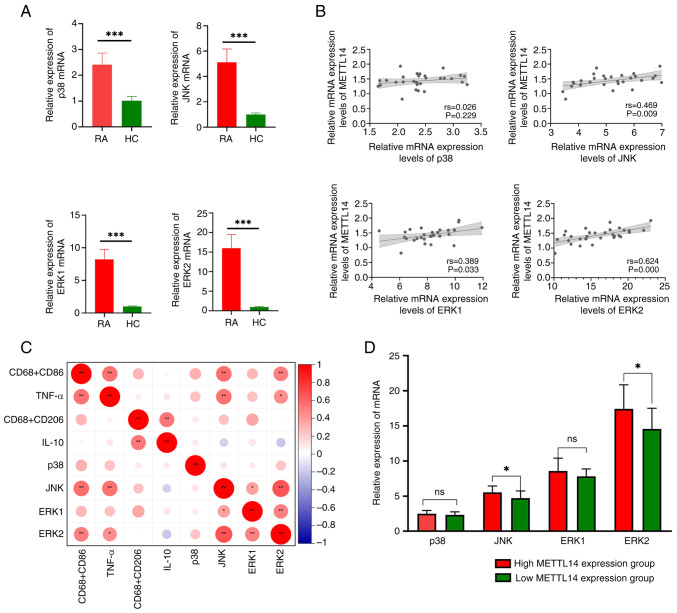 A
Relative expression of
p38 mRNA
4
3
2
1
0
***
RA
HC
Relative expression of
JNK mRNA
8
6
4
2
0
***
RA
HC
Relative expression of
ERK1 mRNA
15
10
5
0
***
RA
HC
Relative expression of
ERK2 mRNA
25
20
15
10
5
0
***
RA
HC
B
Relative mRNA expression
levels of METTL14
2.5
2.0
1.5
1.0
0.5
0
rs=0.026
P=0.229
1.5 2.0 2.5 3.0 3.5
Relative mRNA expression
levels of p38
Relative mRNA expression
levels of METTL14
2.5
2.0
1.5
1.0
0.5
0
rs=0.469
P=0.009
3 4 5 6 7
Relative mRNA expression
levels of JNK
Relative mRNA expression
levels of METTL14
2.5
2.0
1.5
1.0
0.5
0
rs=0.389
P=0.033
4 6 8 10 12
Relative mRNA expression
levels of ERK1
Relative mRNA expression
levels of METTL14
2.5
2.0
1.5
1.0
0.5
0
rs=0.624
P=0.000
10 15 20 25
Relative mRNA expression
levels of ERK2
C
CD68+CD86
TNF-α
CD68+CD206
IL-10
p38
JNK
ERK1
ERK2
CD68+CD86
TNF-α
CD68+CD206
IL-10
p38
JNK
ERK1
ERK2
1
0.8
0.6
0.4
0.2
0
−0.2
−0.4
−0.6
−0.8
−1
D
Relative expression of mRNA
25
20
15
10
5
0
ns
*
ns
*
p38
JNK
ERK1
ERK2
High METTL14 expression group
Low METTL14 expression group